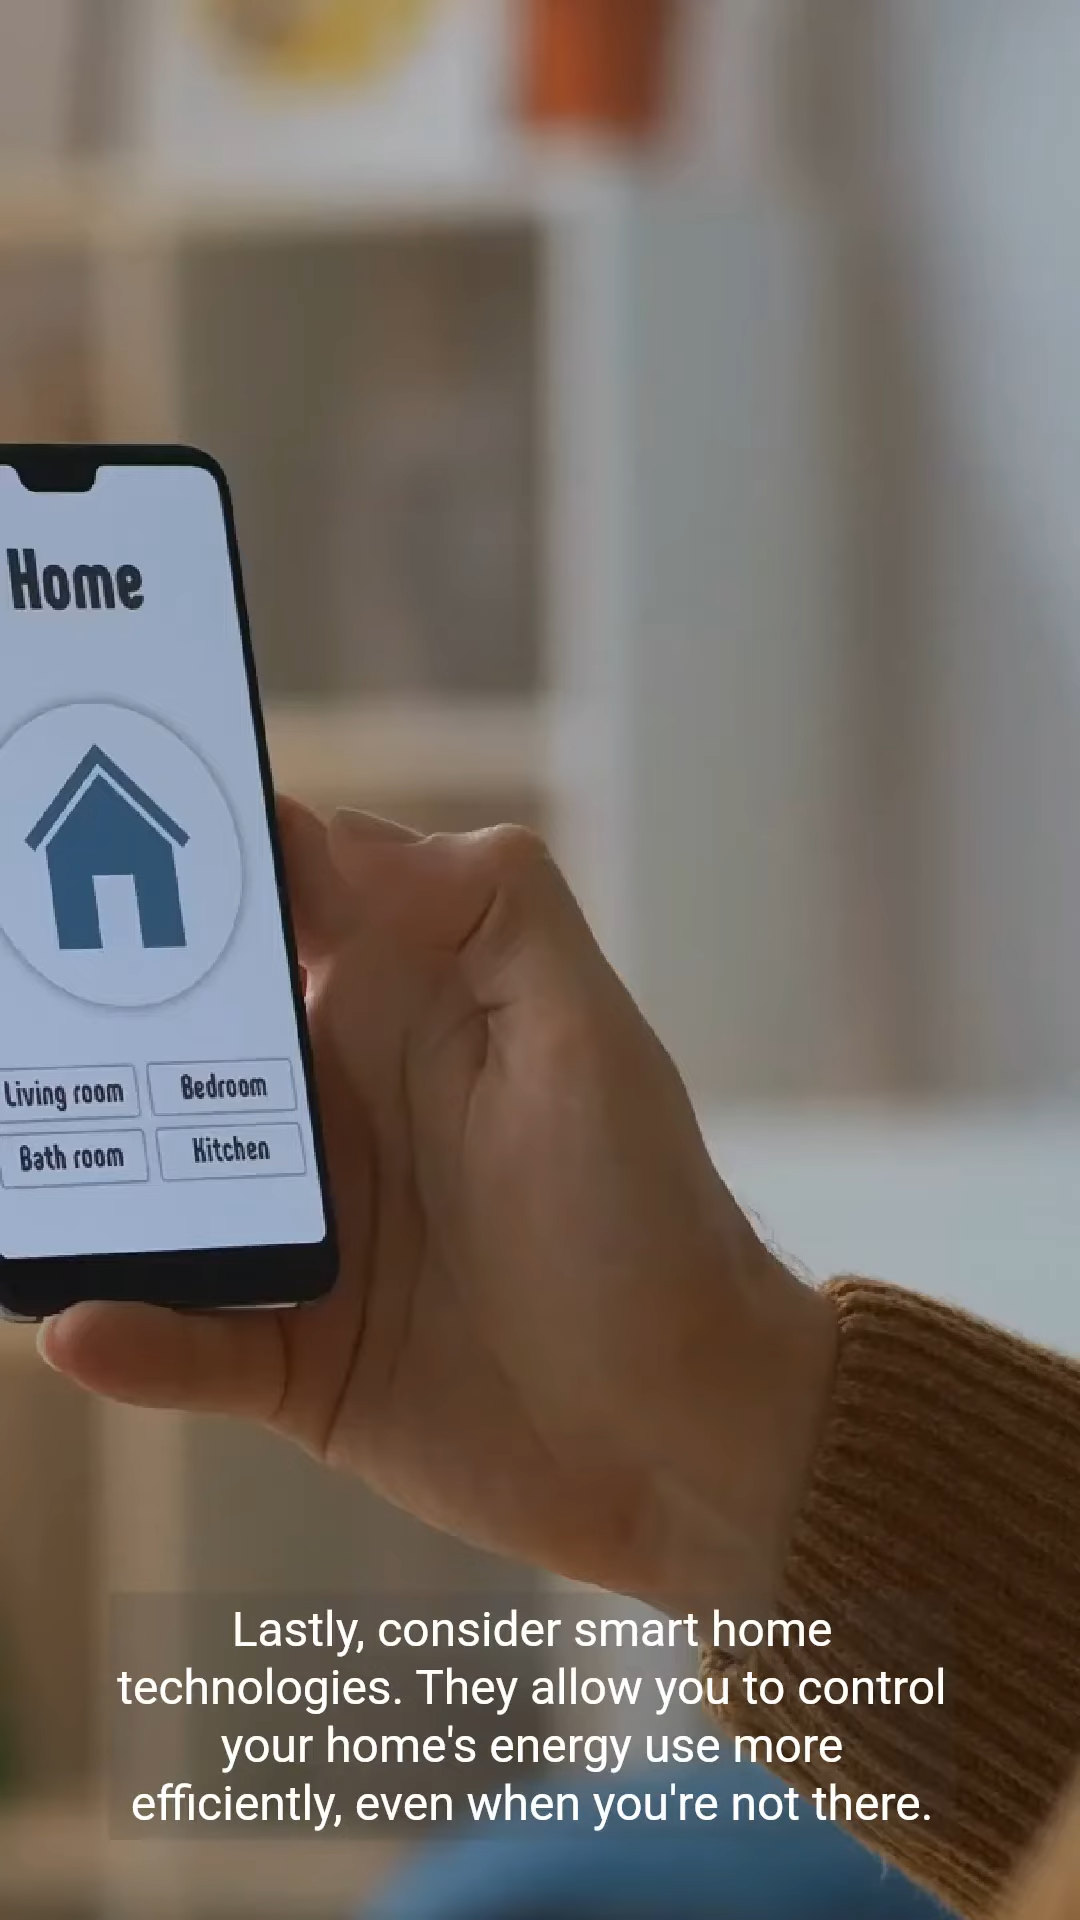 Home
Living room
Bedroom
Bath room
Kitchen
Lastly, consider smart home
technologies. They allow you to control
your home's energy use more
efficiently, even when you're not there.